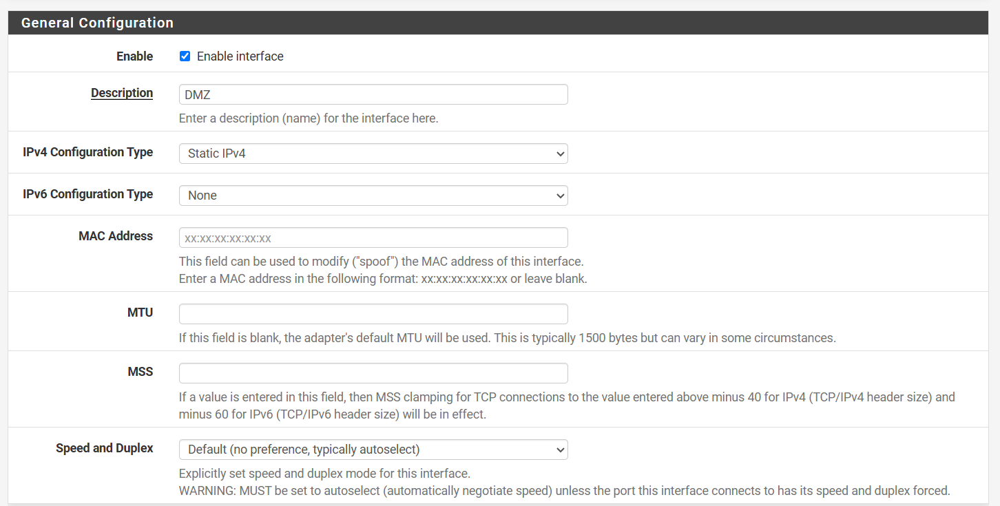 General Configuration
Enable
Enable interface
Description
DMZ
Enter a description (name) for the interface here.
IPv4 Configuration Type
Static IPv4
IPv6 Configuration Type
None
MAC Address
xx:xx:xx:xx:xx:xx
This field can be used to modify ("spoof") the MAC address of this interface.
Enter a MAC address in the following format: xx:xx:xx:xx:xx:xx or leave blank.
MTU
If this field is blank, the adapter's default MTU will be used. This is typically 1500 bytes but can vary in some circumstances.
MSS
If a value is entered in this field, then MSS clamping for TCP connections to the value entered above minus 40 for IPv4 (TCP/IPv4 header size) and
minus 60 for IPv6 (TCP/IPv6 header size) will be in effect.
Speed and Duplex
Default (no preference, typically autoselect)
Explicitly set speed and duplex mode for this interface.
WARNING: MUST be set to autoselect (automatically negotiate speed) unless the port this interface connects to has its speed and duplex forced.